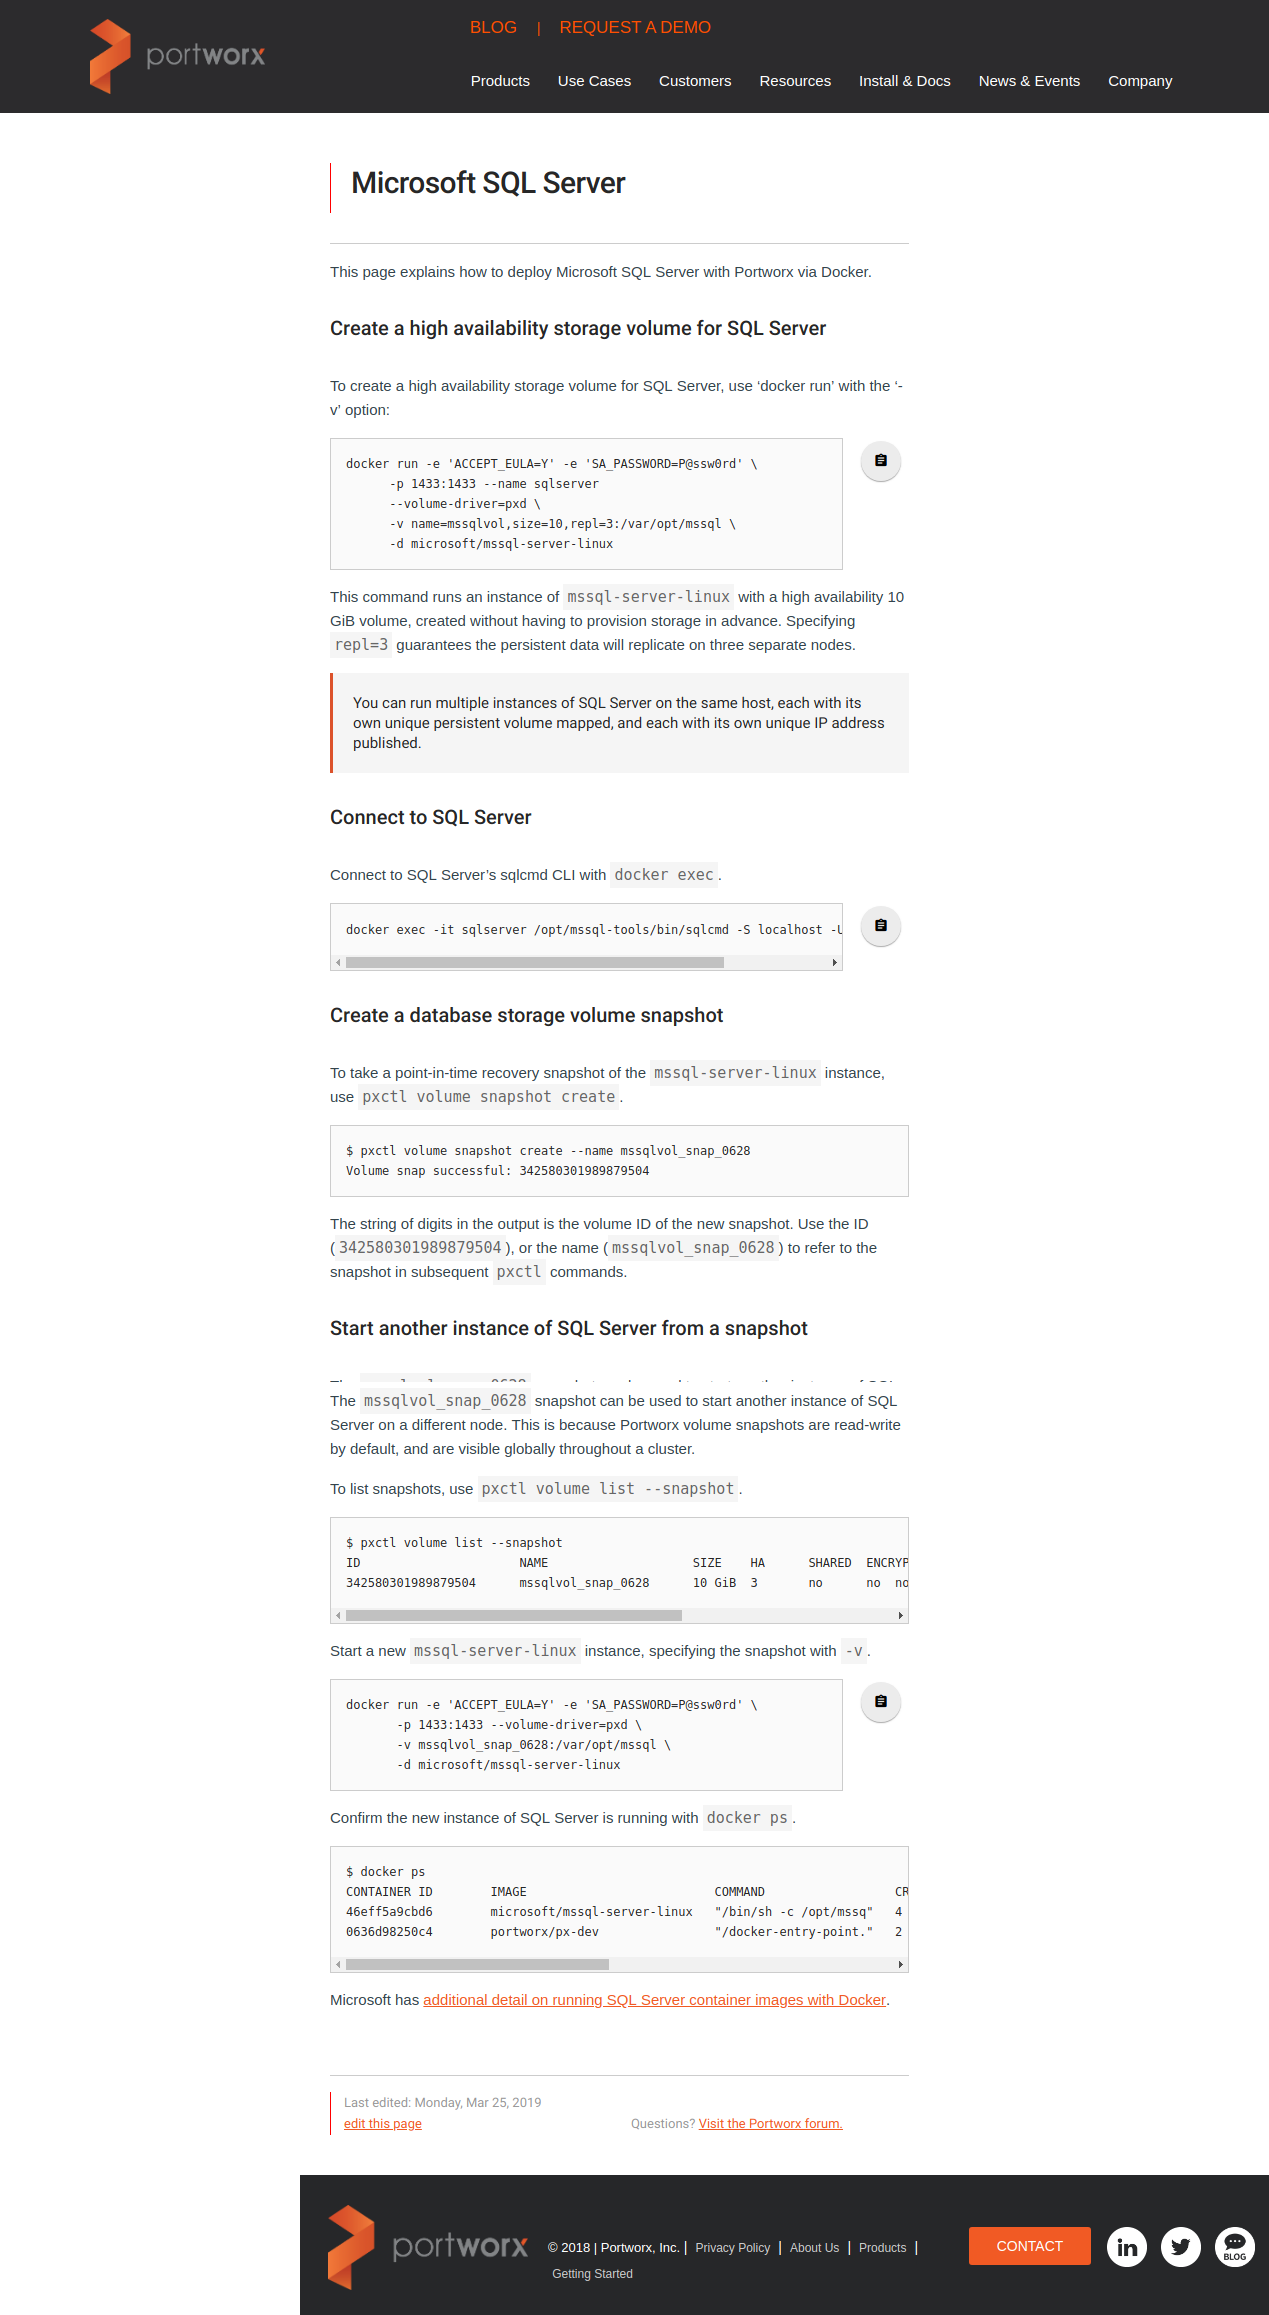 portworx
BLOG | REQUEST A DEMO
Products Use Cases Customers Resources Install & Docs News & Events Company
Microsoft SQL Server
This page explains how to deploy Microsoft SQL Server with Portworx via Docker.
Create a high availability storage volume for SQL Server
To create a high availability storage volume for SQL Server, use ‘docker run’ with the ‘-
v’ option:
docker run -e 'ACCEPT_EULA=Y' -e 'SA_PASSWORD=P@ssw0rd' \
-p 1433:1433 --name sqlserver
--volume-driver=pxd \
-v name=mssqlvol,size=10,repl=3:/var/opt/mssql \
-d microsoft/mssql-server-linux
This command runs an instance of mssql-server-linux with a high availability 10
GiB volume, created without having to provision storage in advance. Specifying
repl=3 guarantees the persistent data will replicate on three separate nodes.
You can run multiple instances of SQL Server on the same host, each with its
own unique persistent volume mapped, and each with its own unique IP address
published.
Connect to SQL Server
Connect to SQL Server’s sqlcmd CLI with docker exec.
docker exec -it sqlserver /opt/mssql-tools/bin/sqlcmd -S localhost -U
Create a database storage volume snapshot
To take a point-in-time recovery snapshot of the mssql-server-linux instance,
use pxctl volume snapshot create.
$ pxctl volume snapshot create --name mssqlvol_snap_0628
Volume snap successful: 342580301989879504
The string of digits in the output is the volume ID of the new snapshot. Use the ID
(342580301989879504), or the name (mssqlvol_snap_0628) to refer to the
snapshot in subsequent pxctl commands.
Start another instance of SQL Server from a snapshot
The mssqlvol_snap_0628 snapshot can be used to start another instance of SQL
Server on a different node. This is because Portworx volume snapshots are read-write
by default, and are visible globally throughout a cluster.
To list snapshots, use pxctl volume list --snapshot.
$ pxctl volume list --snapshot
ID NAME SIZE HA SHARED ENCRYP
342580301989879504 mssqlvol_snap_0628 10 GiB 3 no no no
Start a new mssql-server-linux instance, specifying the snapshot with -v.
docker run -e 'ACCEPT_EULA=Y' -e 'SA_PASSWORD=P@ssw0rd' \
-p 1433:1433 --volume-driver=pxd \
-v mssqlvol_snap_0628:/var/opt/mssql \
-d microsoft/mssql-server-linux
Confirm the new instance of SQL Server is running with docker ps.
$ docker ps
CONTAINER ID IMAGE COMMAND CR
46eff5a9cbd6 microsoft/mssql-server-linux "/bin/sh -c /opt/mssq" 4
0636d98250c4 portworx/px-dev "/docker-entry-point." 2
Microsoft has additional detail on running SQL Server container images with Docker.
Last edited: Monday, Mar 25, 2019
edit this page
Questions? Visit the Portworx forum.
portworx
© 2018 | Portworx, Inc. | Privacy Policy | About Us | Products |
Getting Started
CONTACT
in
BLOG